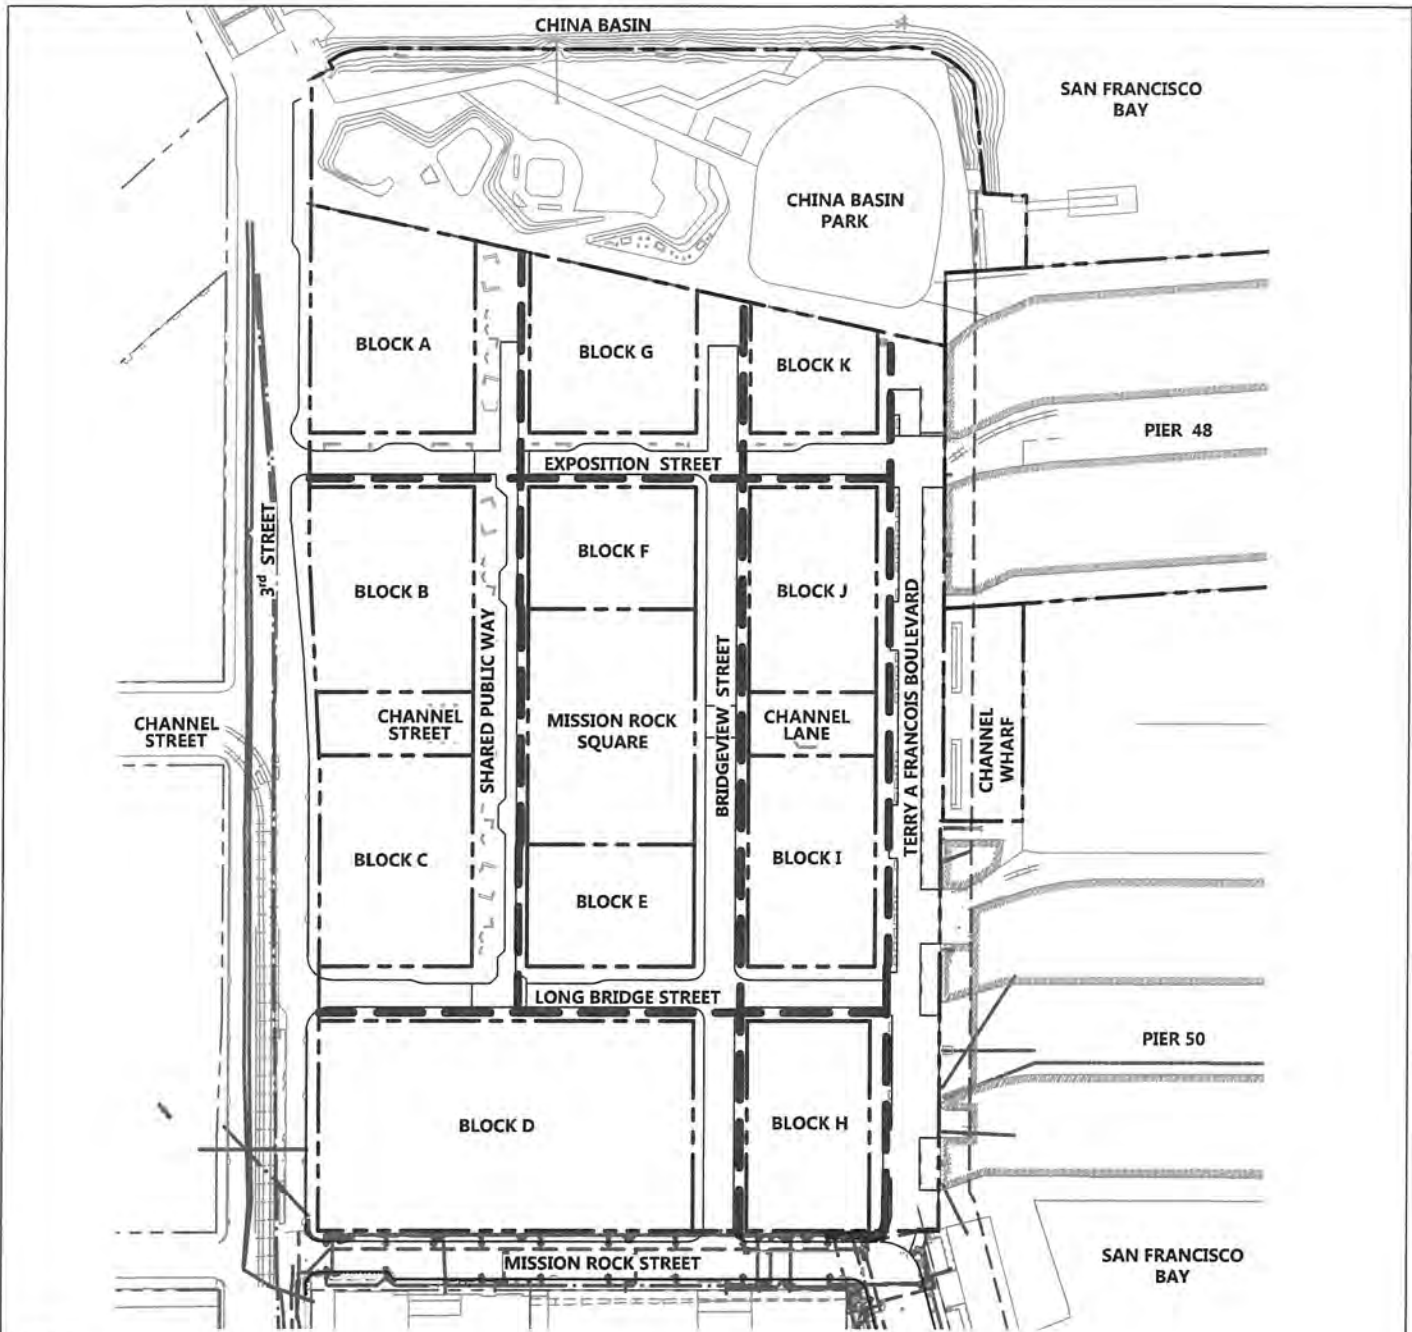 CHINA BASIN
SAN FRANCISCO
BAY
CHINA BASIN
PARK
BLOCK A
BLOCK G
BLOCK K
PIER 48
EXPOSITION STREET
3rd STREET
BLOCK B
SHARED PUBLIC WAY
BLOCK F
BRIDGEVIEW STREET
BLOCK J
TERRY A FRANCOIS BOULEVARD
CHANNEL
STREET
CHANNEL
STREET
MISSION ROCK
SQUARE
CHANNEL
LANE
CHANNEL
WHARF
BLOCK C
BLOCK E
BLOCK I
LONG BRIDGE STREET
PIER 50
BLOCK D
BLOCK H
MISSION ROCK STREET
SAN FRANCISCO
BAY